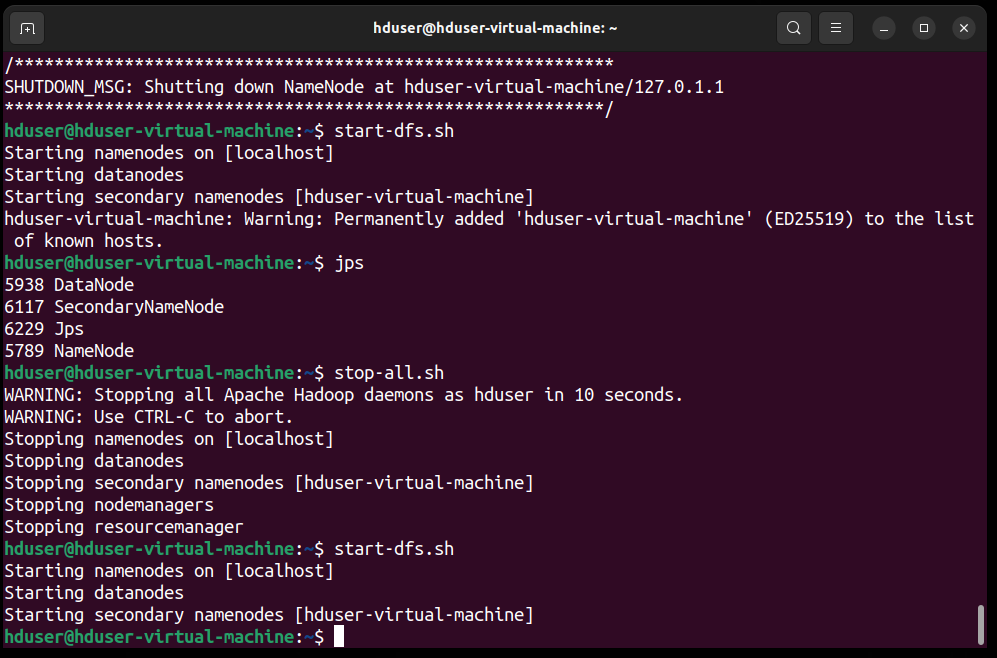 hduser@hduser-virtual-machine: ~
/************************************************************
SHUTDOWN_MSG: Shutting down NameNode at hduser-virtual-machine/127.0.1.1
************************************************************/
hduser@hduser-virtual-machine:~$ start-dfs.sh
Starting namenodes on [localhost]
Starting datanodes
Starting secondary namenodes [hduser-virtual-machine]
hduser-virtual-machine: Warning: Permanently added 'hduser-virtual-machine' (ED25519) to the list
 of known hosts.
hduser@hduser-virtual-machine:~$ jps
5938 DataNode
6117 SecondaryNameNode
6229 Jps
5789 NameNode
hduser@hduser-virtual-machine:~$ stop-all.sh
WARNING: Stopping all Apache Hadoop daemons as hduser in 10 seconds.
WARNING: Use CTRL-C to abort.
Stopping namenodes on [localhost]
Stopping datanodes
Stopping secondary namenodes [hduser-virtual-machine]
Stopping nodemanagers
Stopping resourcemanager
hduser@hduser-virtual-machine:~$ start-dfs.sh
Starting namenodes on [localhost]
Starting datanodes
Starting secondary namenodes [hduser-virtual-machine]
hduser@hduser-virtual-machine:~$